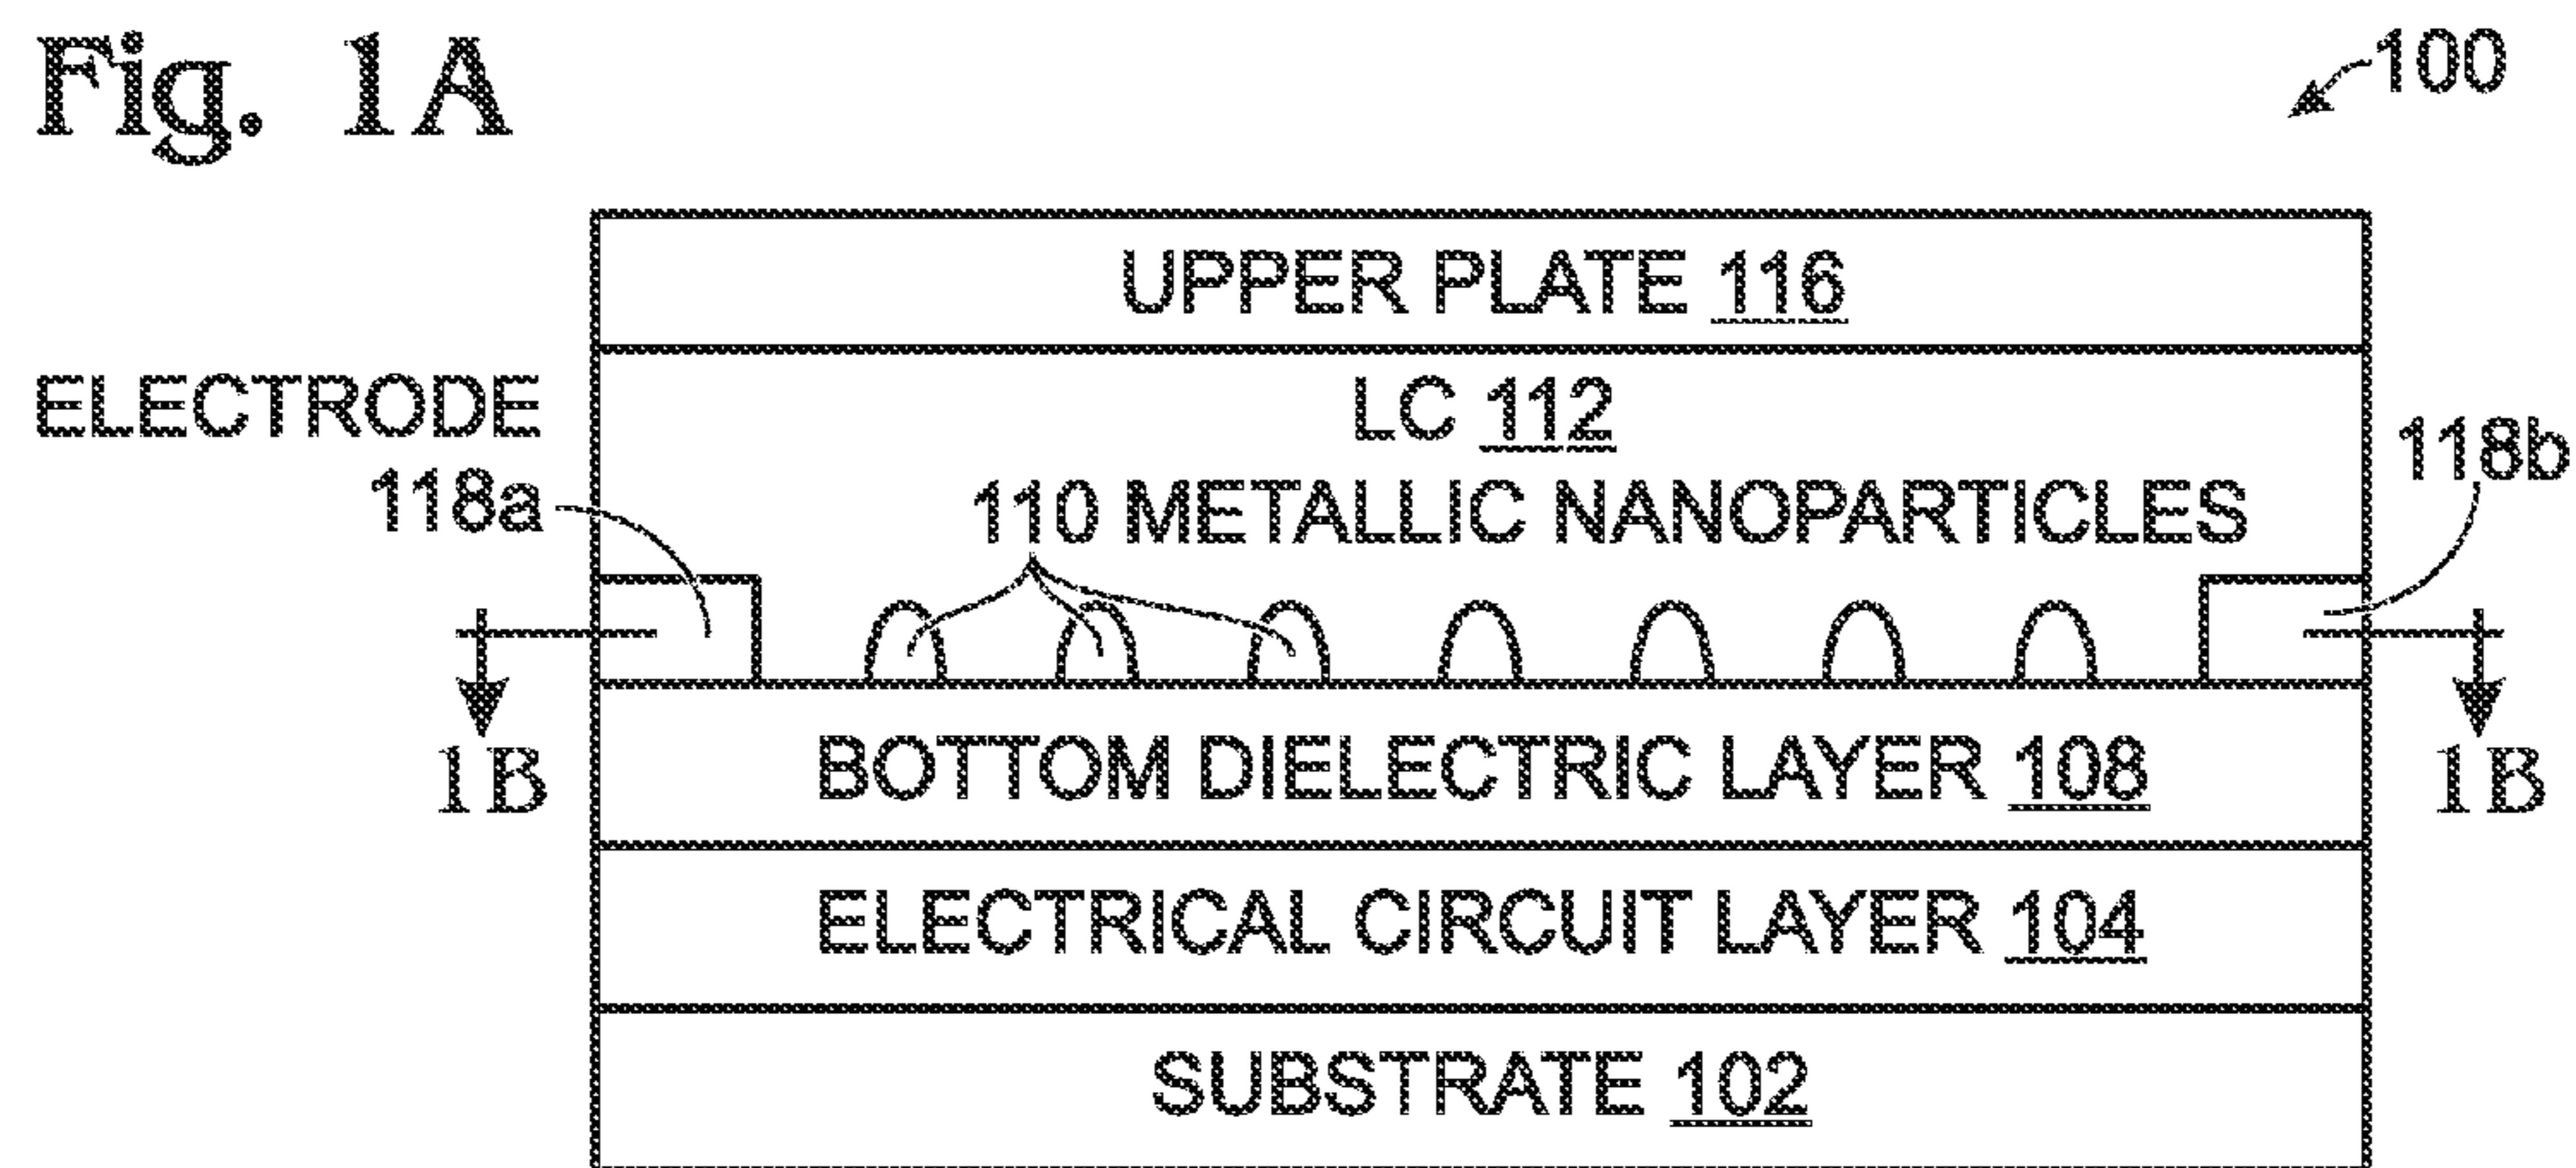 Fig. 1A
100
UPPER PLATE 116
ELECTRODE
118a
LC 112
118b
110 METALLIC NANOPARTICLES
1B
1B
BOTTOM DIELECTRIC LAYER 108
ELECTRICAL CIRCUIT LAYER 104
SUBSTRATE 102